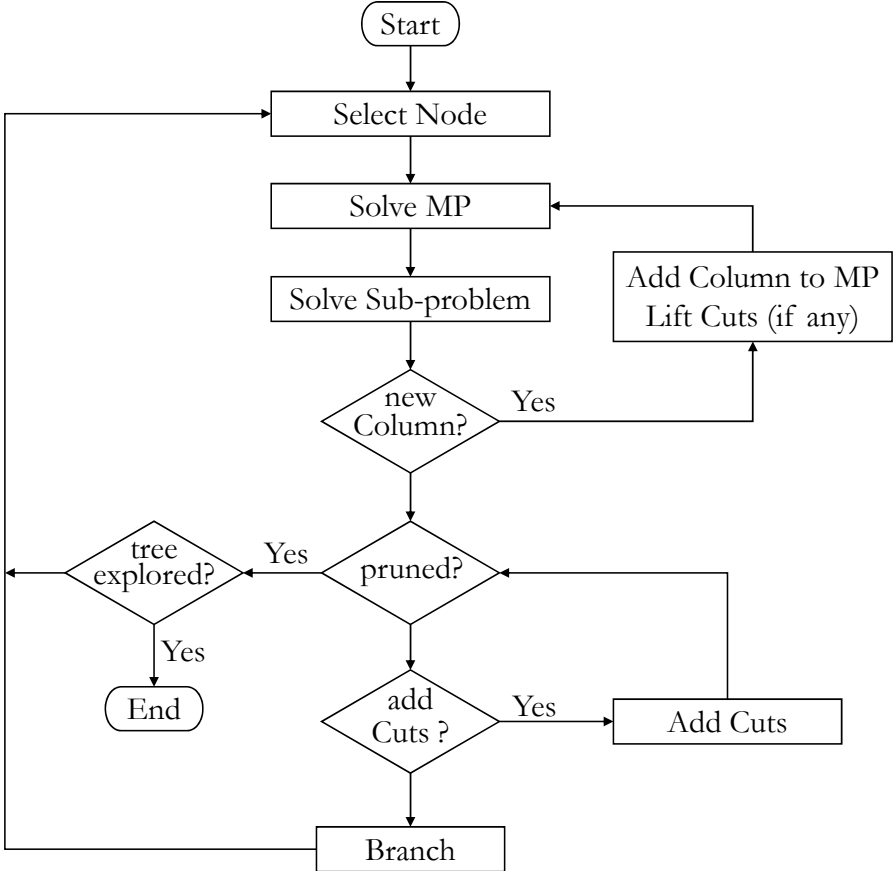 Start
Select Node
Solve MP
Solve Sub-problem
Add Column to MP
Lift Cuts (if any)
new
Column?
Yes
tree
explored?
Yes
pruned?
Yes
End
add
Cuts ?
Yes
Add Cuts
Branch